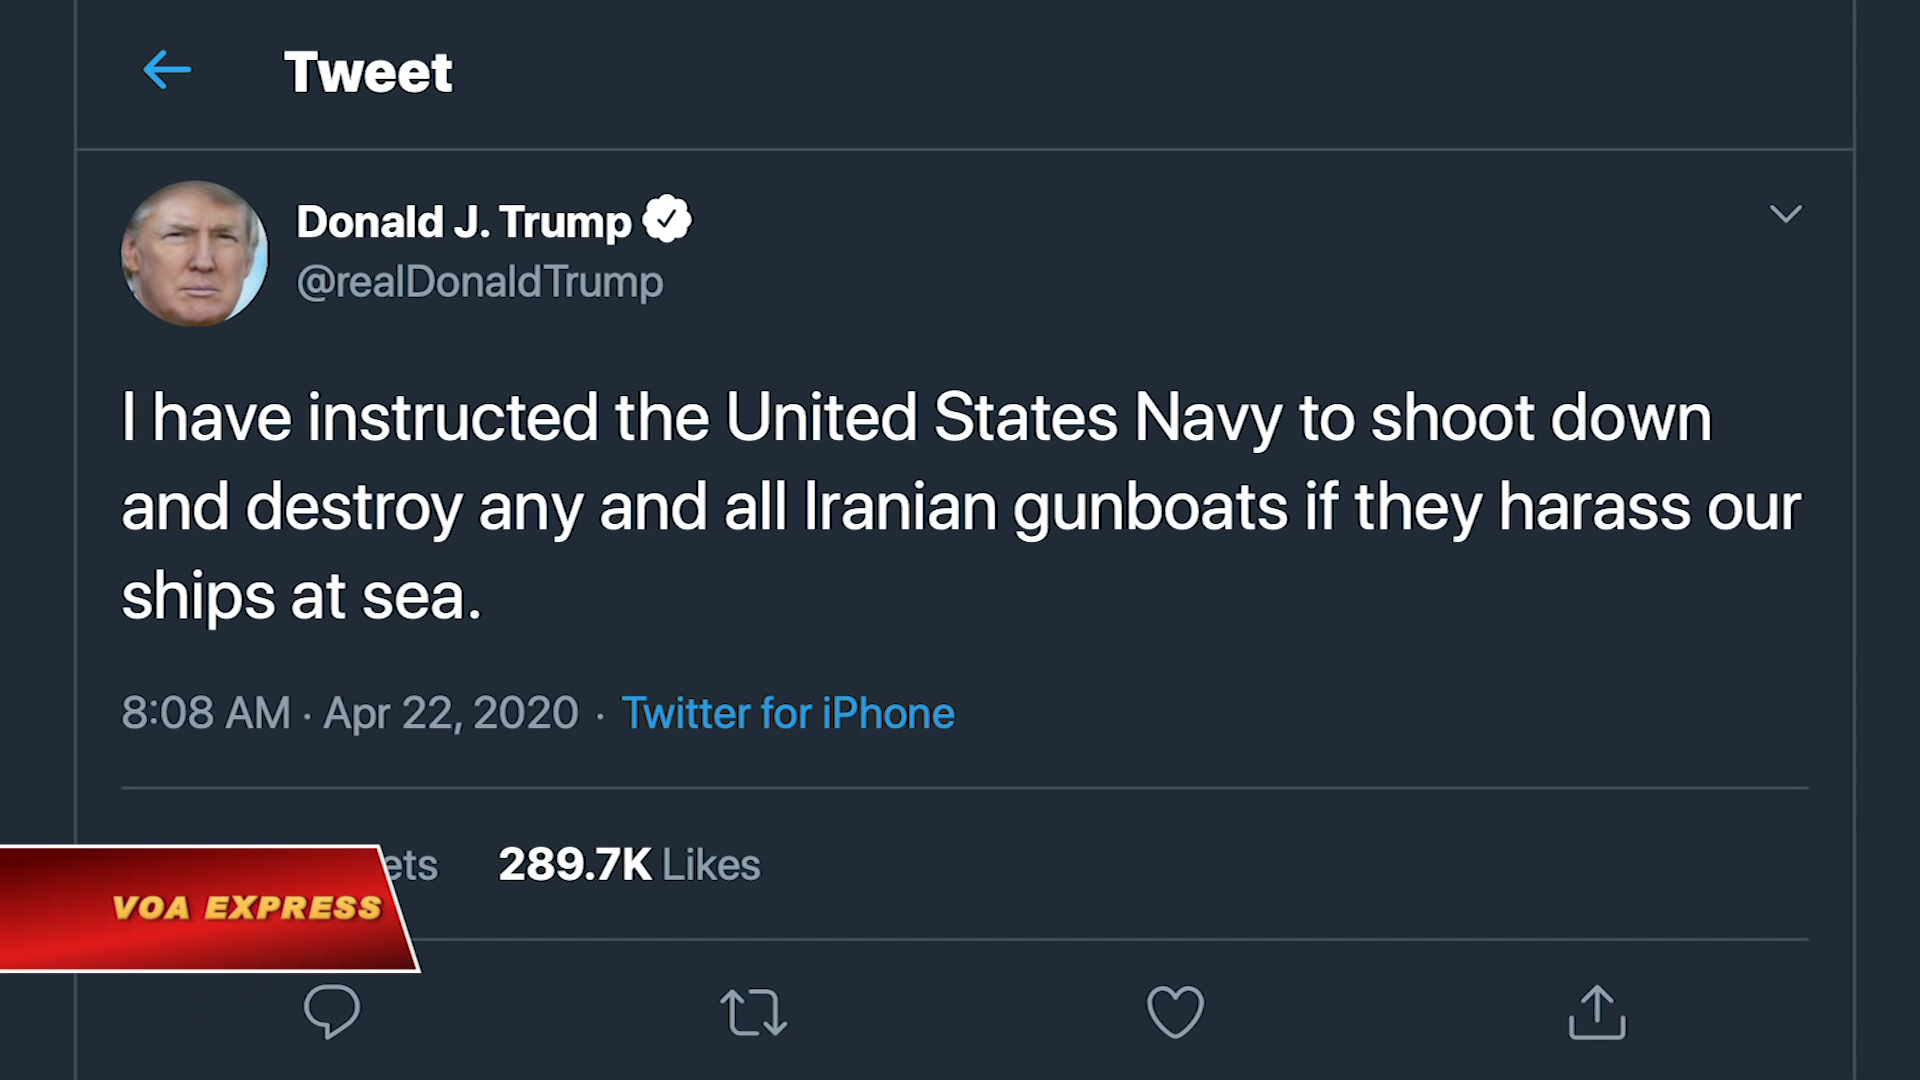 Tweet
Donald J. Trump
@realDonaldTrump
I have instructed the United States Navy to shoot down
and destroy any and all Iranian gunboats if they harass our
ships at sea.
8:08 AM · Apr 22, 2020 · Twitter for iPhone
289.7K Likes
VOA EXPRESS